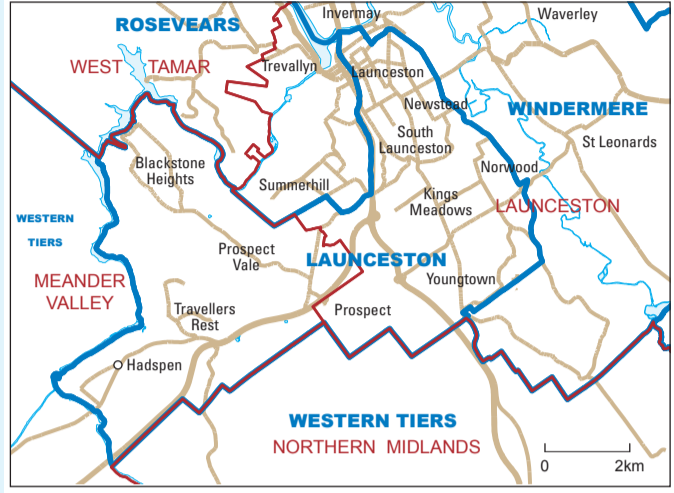 Invermay
Waverley
ROSEVEARS
WEST TAMAR
Trevallyn
Launceston
Newstead
WINDERMERE
South
Launceston
St Leonards
Blackstone
Heights
Norwood
Summerhill
Kings
Meadows
LAUNCESTON
WESTERN
TIERS
Prospect
Vale
LAUNCESTON
MEANDER
VALLEY
Youngtown
Travellers
Rest
Prospect
Hadspen
WESTERN TIERS
NORTHERN MIDLANDS
0 2km